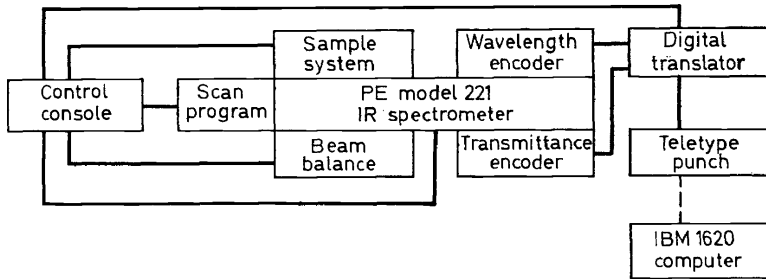 Sample
system
Wavelength
encoder
Digital
translator
Control
console
Scan
program
PE model 221
IR spectrometer
Beam
balance
Transmittance
encoder
Teletype
punch
IBM 1620
computer